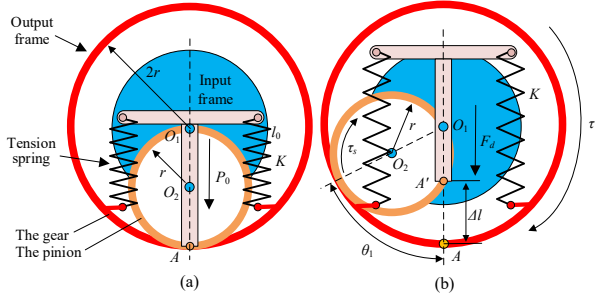 Output
frame
2r
Input
frame
O1
l0
Tension
spring
r
K
O2
P0
The gear
The pinion
A
(a)
K
τ
r
O1
τs
Fd
O2
A'
Δl
θ1
A
(b)